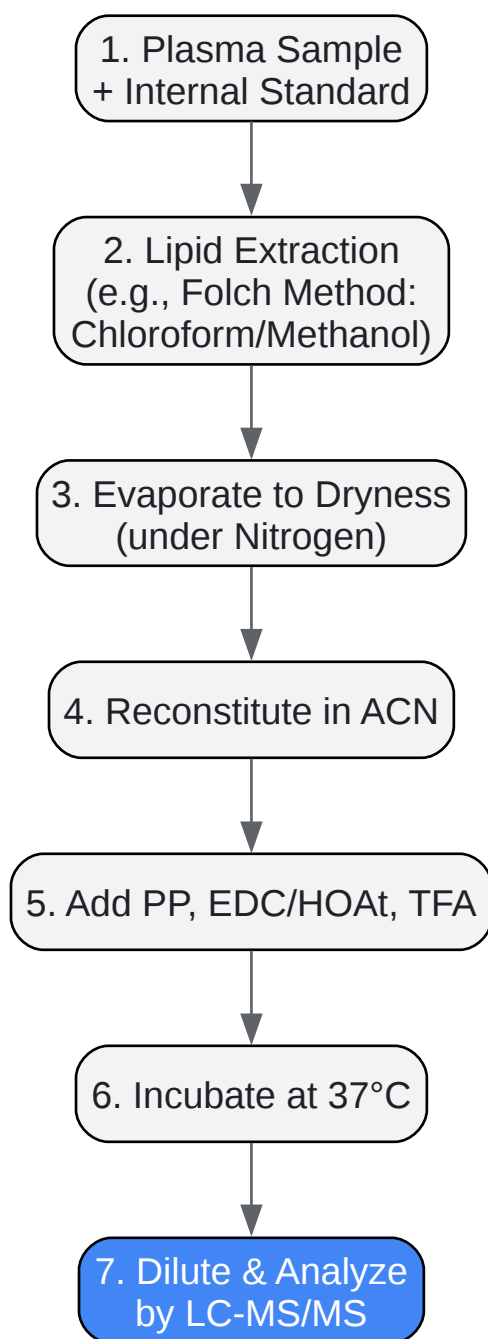 1. Plasma Sample
+ Internal Standard
2. Lipid Extraction
(e.g., Folch Method:
Chloroform/Methanol)
3. Evaporate to Dryness
(under Nitrogen)
4. Reconstitute in ACN
5. Add PP, EDC/HOAt, TFA
6. Incubate at 37°C
7. Dilute & Analyze
by LC-MS/MS